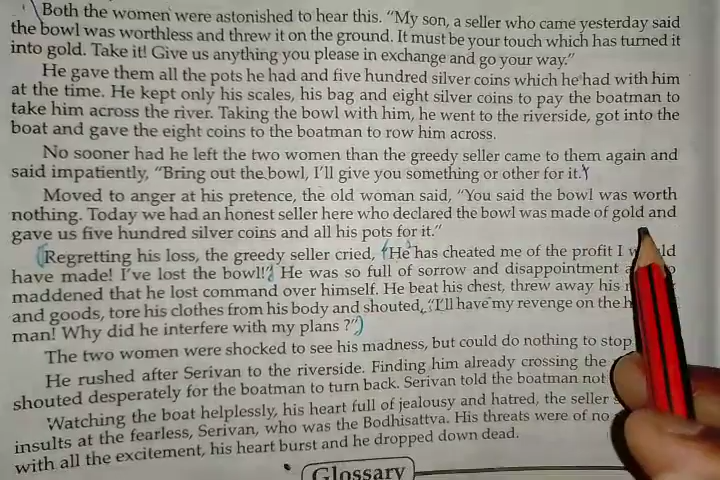 Both the women were astonished to hear this. "My son, a seller who came yesterday said
the bowl was worthless and threw it on the ground. It must be your touch which has turned it
into gold. Take it! Give us anything you please in exchange and go your way."
He gave them all the pots he had and five hundred silver coins which he had with him
at the time. He kept only his scales, his bag and eight silver coins to pay the boatman to
take him across the river. Taking the bowl with him, he went to the riverside, got into the
boat and gave the eight coins to the boatman to row him across.
No sooner had he left the two women than the greedy seller came to them again and
said impatiently, "Bring out the bowl, I'll give you something or other for it."
Moved to anger at his pretence, the old woman said, "You said the bowl was worth
nothing. Today we had an honest seller here who declared the bowl was made of gold and
gave us five hundred silver coins and all his pots for it."
Regretting his loss, the greedy seller cried, "He has cheated me of the profit I
have made! I've lost the bowl!" He was so full of sorrow and disappointment
maddened that he lost command over himself. He beat his chest, threw away his
and goods, tore his clothes from his body and shouted, "I'll have my revenge on the
man! Why did he interfere with my plans ?"
The two women were shocked to see his madness, but could do nothing to stop
He rushed after Serivan to the riverside. Finding him already crossing the
shouted desperately for the boatman to turn back. Serivan told the boatman not
Watching the boat helplessly, his heart full of jealousy and hatred, the seller
insults at the fearless, Serivan, who was the Bodhisattva. His threats were of no
with all the excitement, his heart burst and he dropped down dead.
Glossary